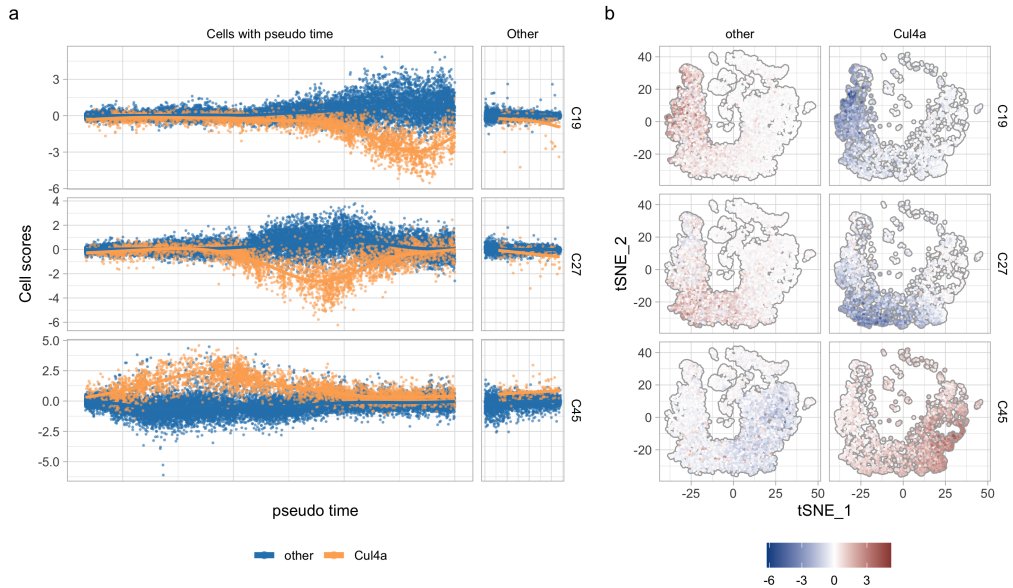 a
Cells with pseudo time
Other
3
0
-3
-6
C19
4
2
0
-2
-4
-6
C27
5.0
2.5
0.0
-2.5
-5.0
C45
Cell scores
pseudo time
other
Cul4a
b
other
Cul4a
40
20
0
-20
C19
40
20
0
-20
C27
40
20
0
-20
C45
tSNE_2
-25
0
25
50
-25
0
25
50
tSNE_1
-6
-3
0
3